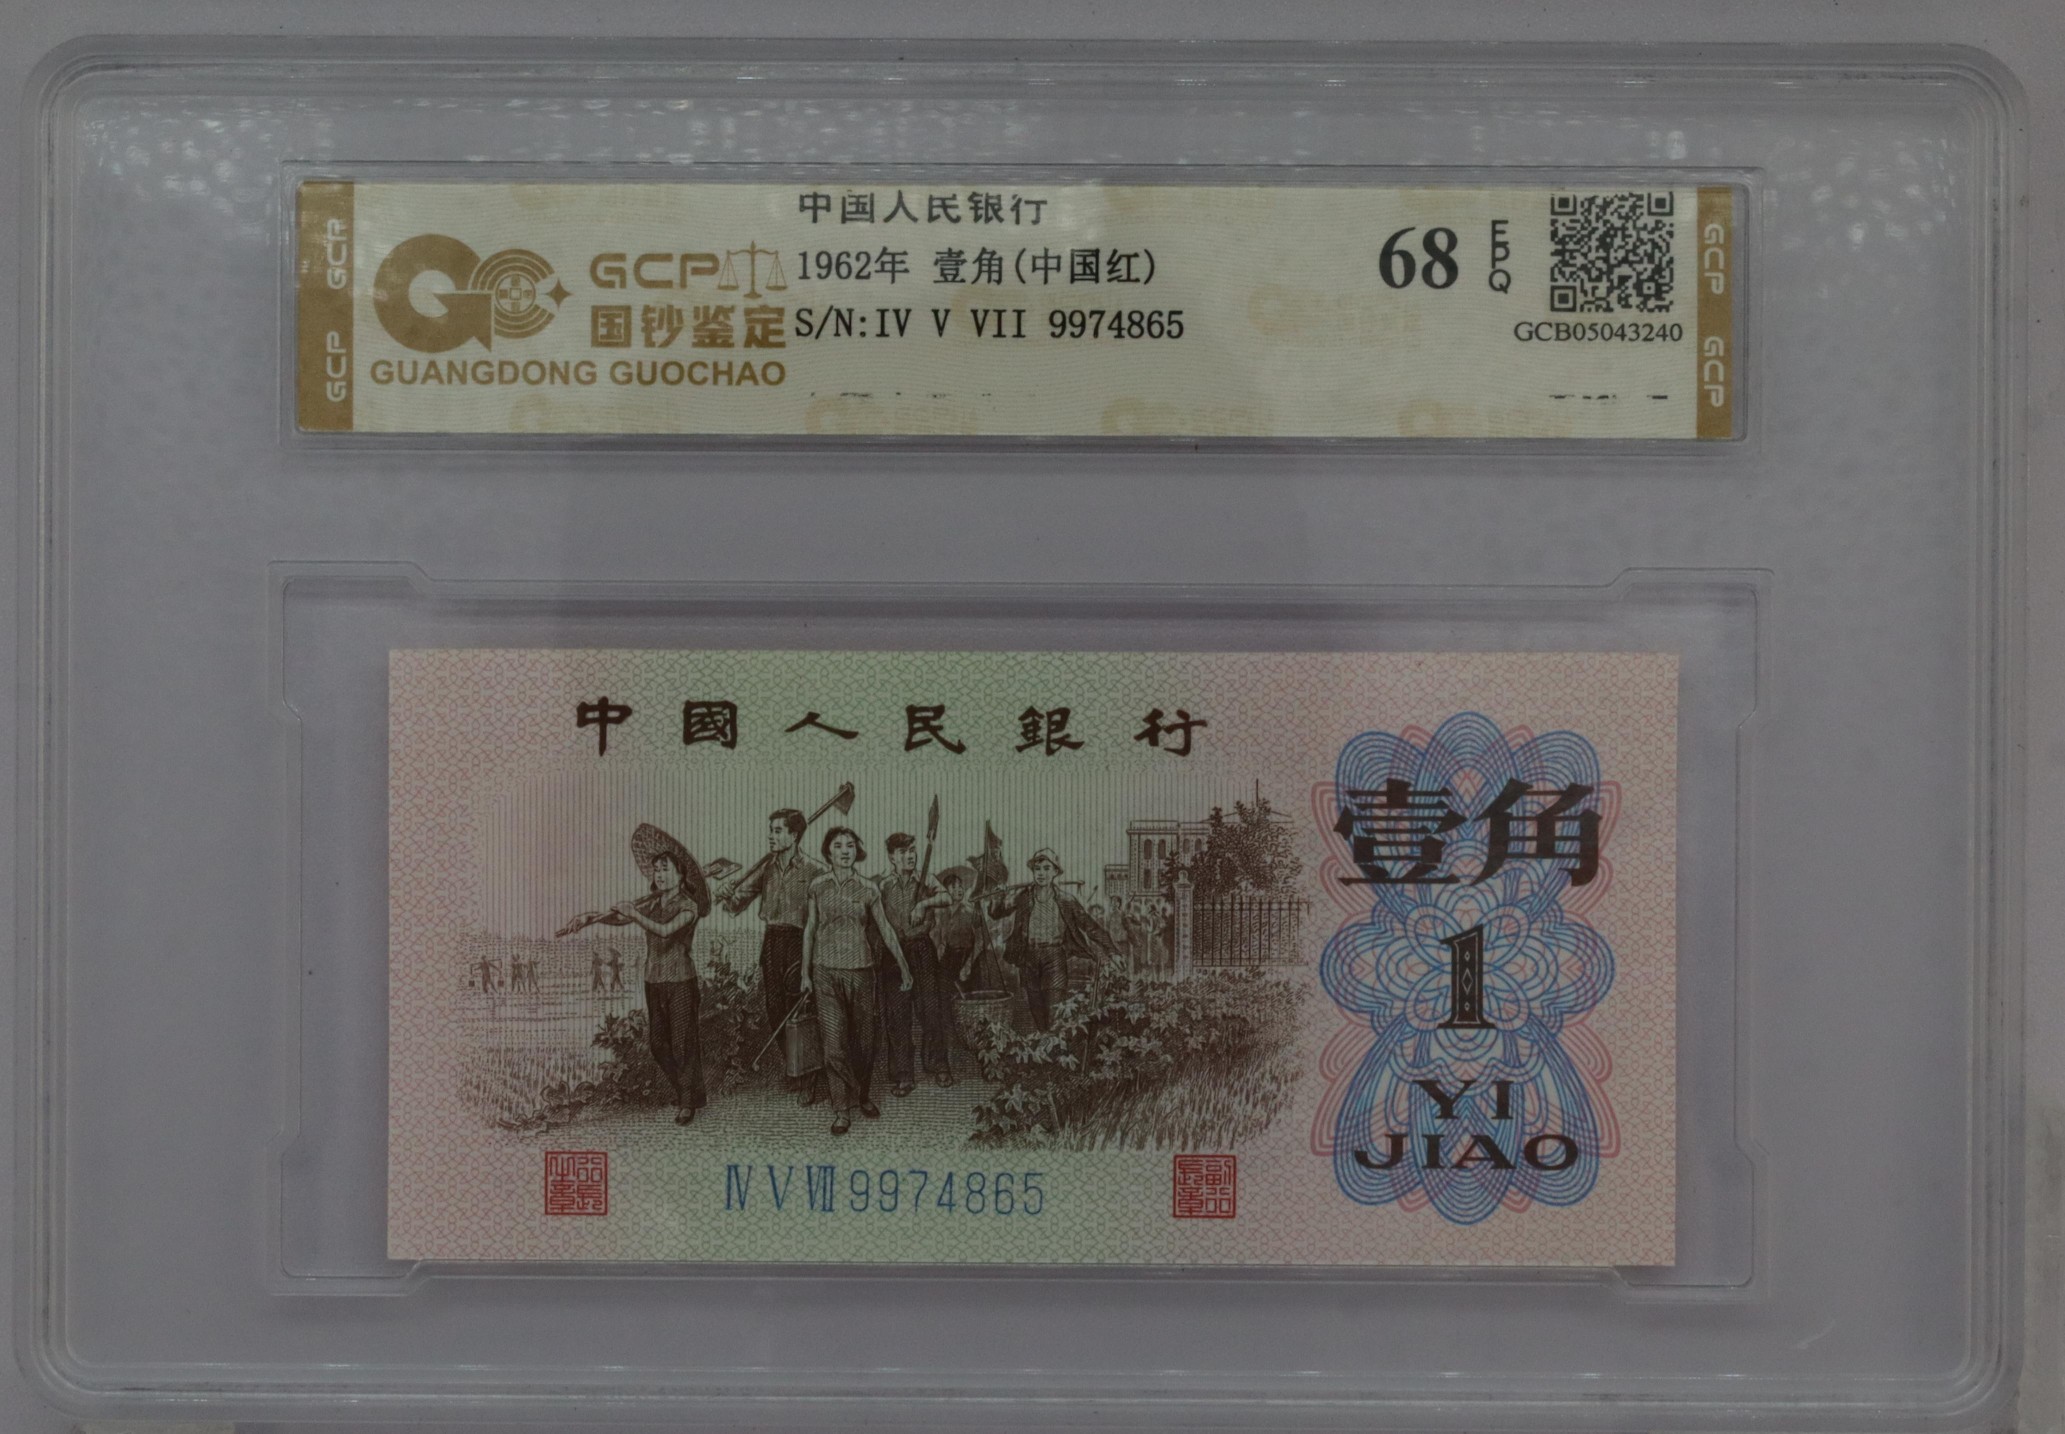 中国人民银行
1962年 壹角(中国红)
S/N:IV V VII 9974865
68
EPQ
GCB05043240
GCP
国钞鉴定
GUANGDONG GUOCHAO
GCP
GCP
GCP
GCP
中國人民銀行
壹角
1
YI
JIAO
Ⅳ Ⅴ Ⅶ 9974865